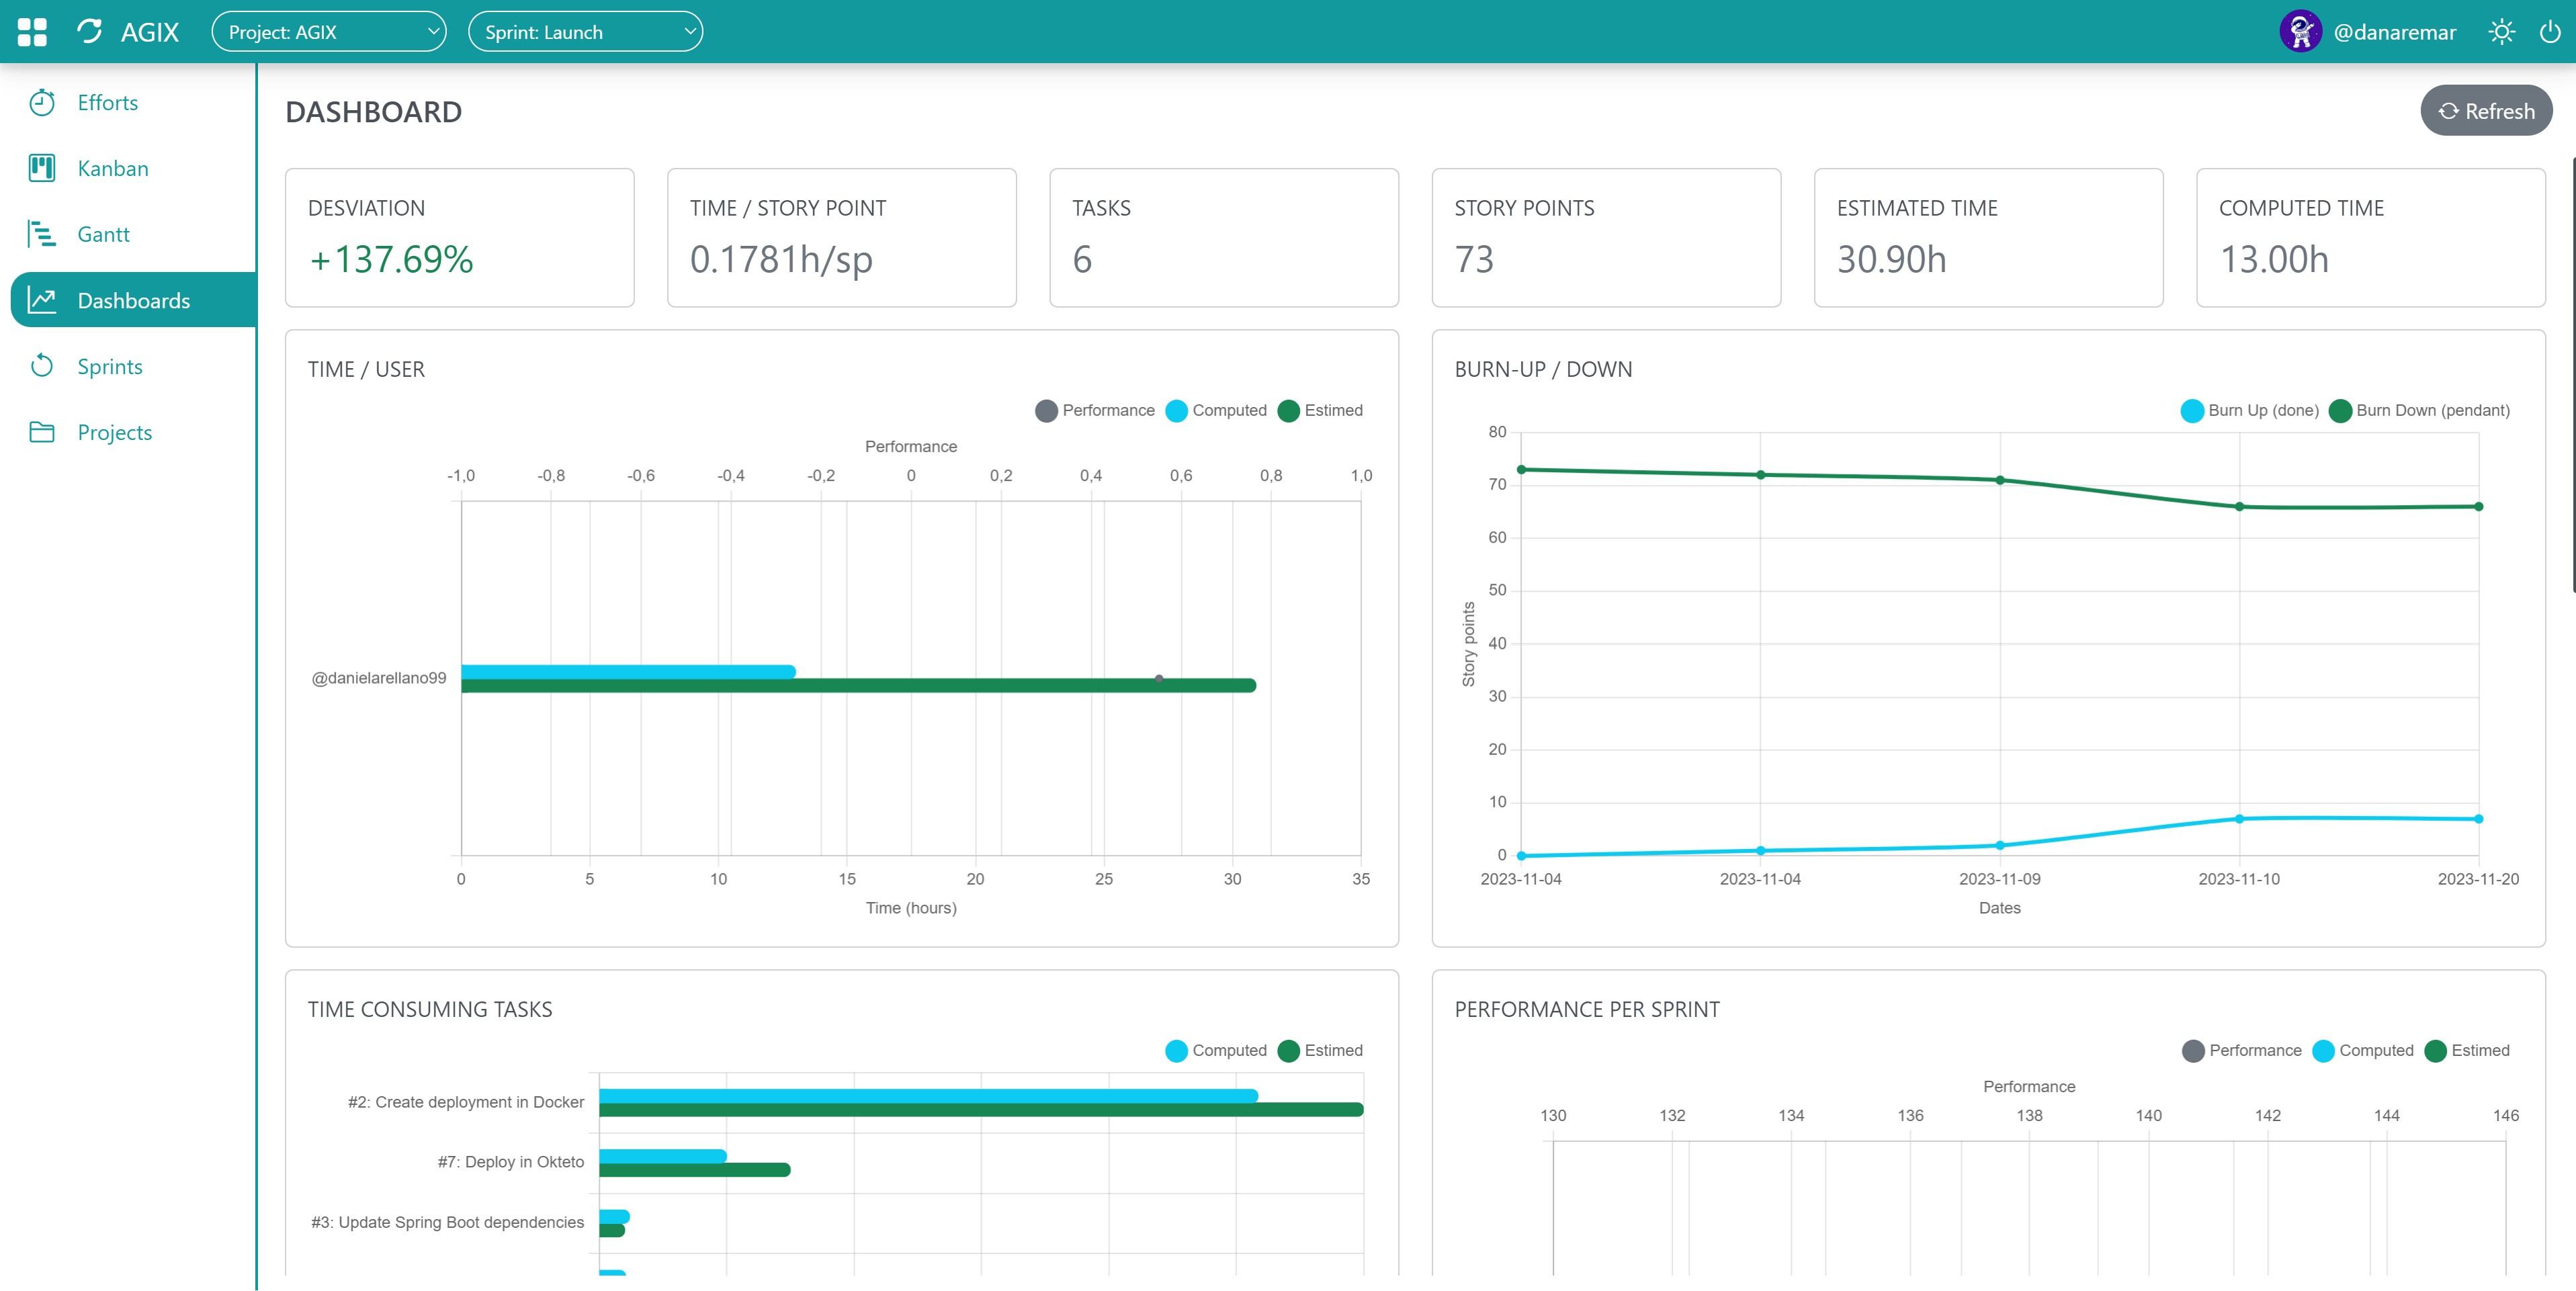 AGIX
Project: AGIX
Sprint: Launch
@danaremar
Efforts
Kanban
Gantt
Dashboards
Sprints
Projects
DASHBOARD
Refresh
DESVIATION
+137.69%
TIME / STORY POINT
0.1781h/sp
TASKS
6
STORY POINTS
73
ESTIMATED TIME
30.90h
COMPUTED TIME
13.00h
TIME / USER
Performance Computed Estimed
Performance
-1,0 -0,8 -0,6 -0,4 -0,2 0 0,2 0,4 0,6 0,8 1,0
@danielarellano99
0 5 10 15 20 25 30 35
Time (hours)
BURN-UP / DOWN
Burn Up (done) Burn Down (pendant)
80
70
60
50
40
30
20
10
0
Story points
2023-11-04 2023-11-04 2023-11-09 2023-11-10 2023-11-20
Dates
TIME CONSUMING TASKS
Computed Estimed
#2: Create deployment in Docker
#7: Deploy in Okteto
#3: Update Spring Boot dependencies
PERFORMANCE PER SPRINT
Performance Computed Estimed
Performance
130 132 134 136 138 140 142 144 146